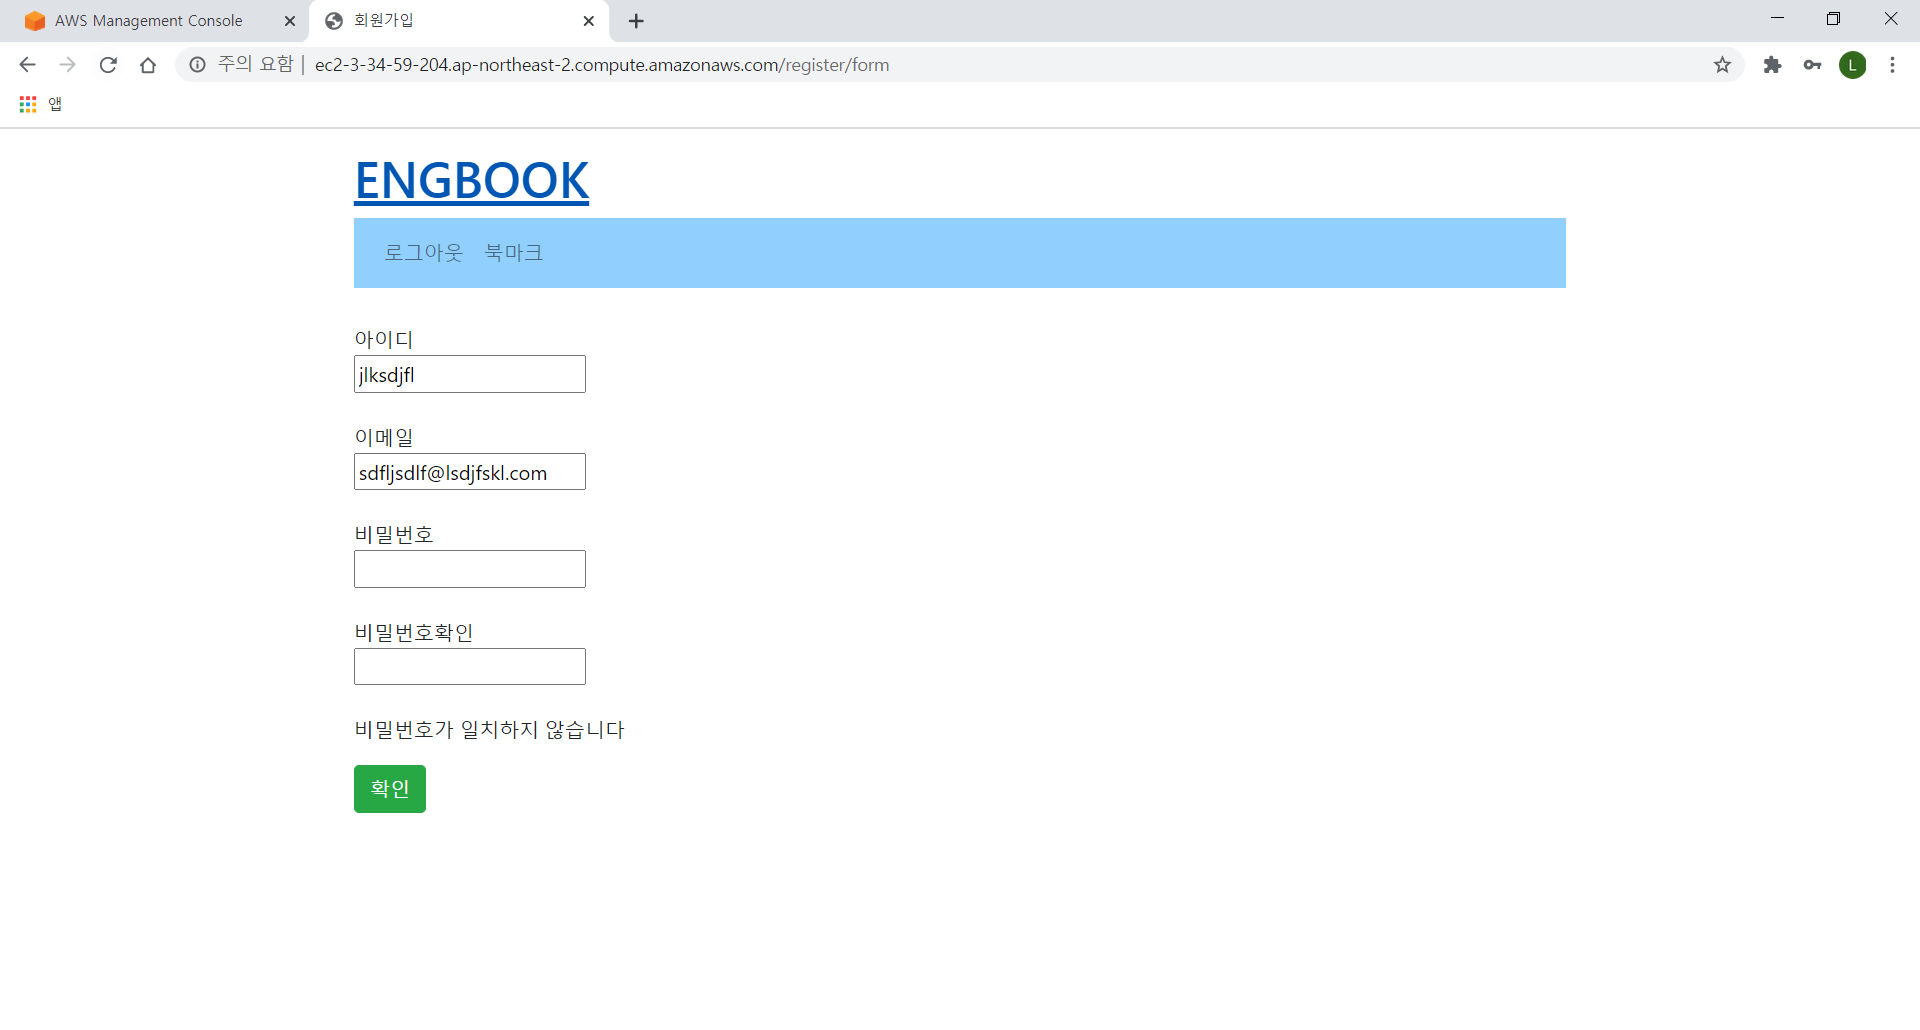 AWS Management Console
회원가입
주의 요함 | ec2-3-34-59-204.ap-northeast-2.compute.amazonaws.com/register/form
L
앱
ENGBOOK
로그아웃 북마크
아이디
jlksdjfl
이메일
sdfljsdlf@lsdjfskl.com
비밀번호
비밀번호확인
비밀번호가 일치하지 않습니다
확인